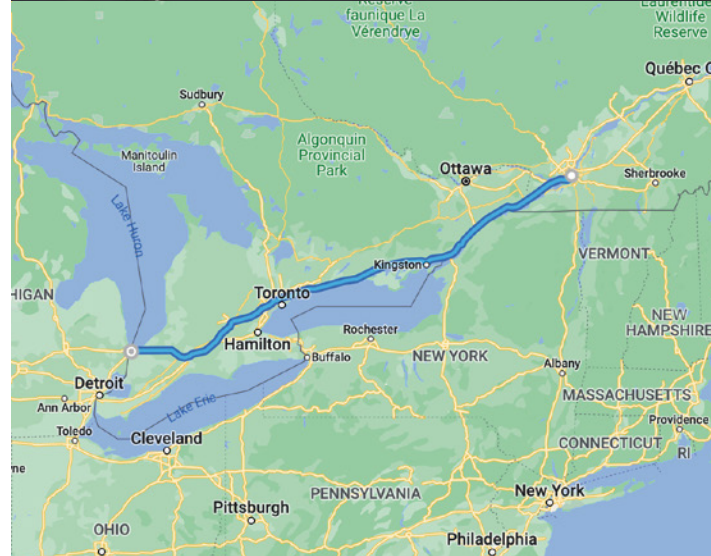 Réserve
faunique La
Vérendrye
Laurentide
Wildlife
Reserve
Québec C
Sudbury
Manitoulin
Island
Algonquin
Provincial
Park
Ottawa
Sherbrooke
Lake Huron
VERMONT
Kingston
HIGAN
Toronto
NEW
HAMPSHIRE
Hamilton
Rochester
Buffalo
NEW YORK
Albany
Detroit
Ann Arbor
Lake Erie
MASSACHUSETTS
Toledo
Cleveland
Providence
CONNECTICUT
RI
yne
PENNSYLVANIA
New York
Pittsburgh
OHIO
Philadelphia